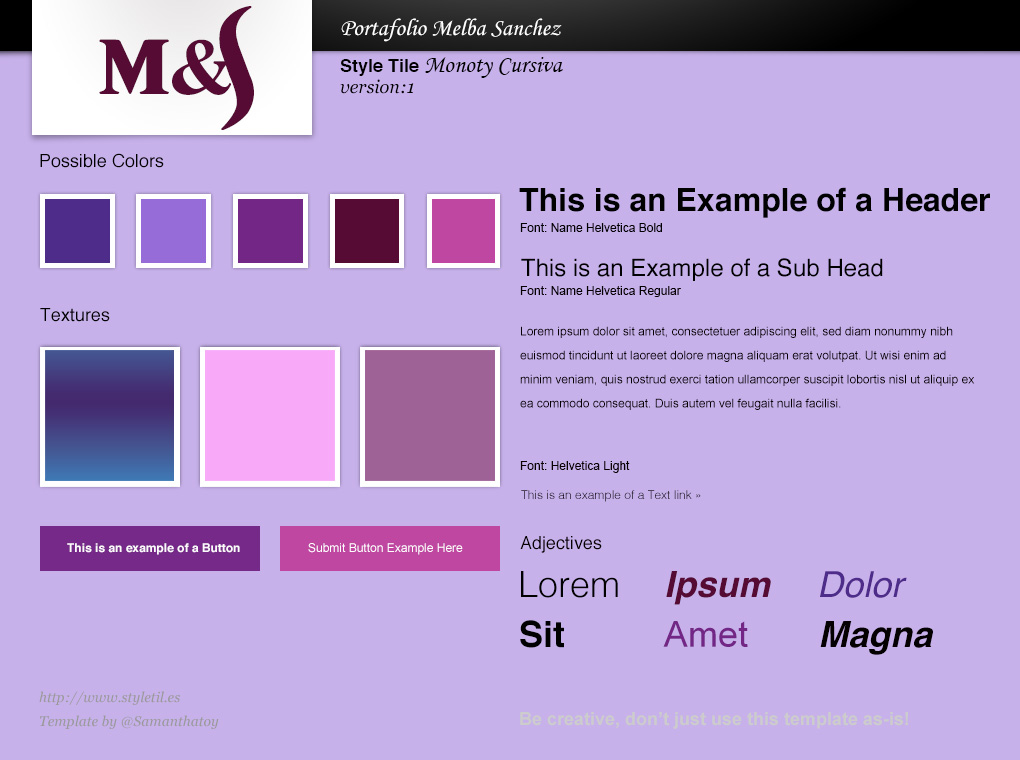 M&S
Portafolio Melba Sanchez
Style Tile Monoty Cursiva
version:1
Possible Colors
Textures
This is an example of a Button
Submit Button Example Here
http://www.styletil.es
Template by @Samanthatoy
This is an Example of a Header
Font: Name Helvetica Bold
This is an Example of a Sub Head
Font: Name Helvetica Regular
Lorem ipsum dolor sit amet, consectetuer adipiscing elit, sed diam nonummy nibh
euismod tincidunt ut laoreet dolore magna aliquam erat volutpat. Ut wisi enim ad
minim veniam, quis nostrud exerci tation ullamcorper suscipit lobortis nisl ut aliquip ex
ea commodo consequat. Duis autem vel feugait nulla facilisi.
Font: Helvetica Light
This is an example of a Text link »
Adjectives
Lorem Ipsum Dolor
Sit Amet Magna
Be creative, don't just use this template as-is!